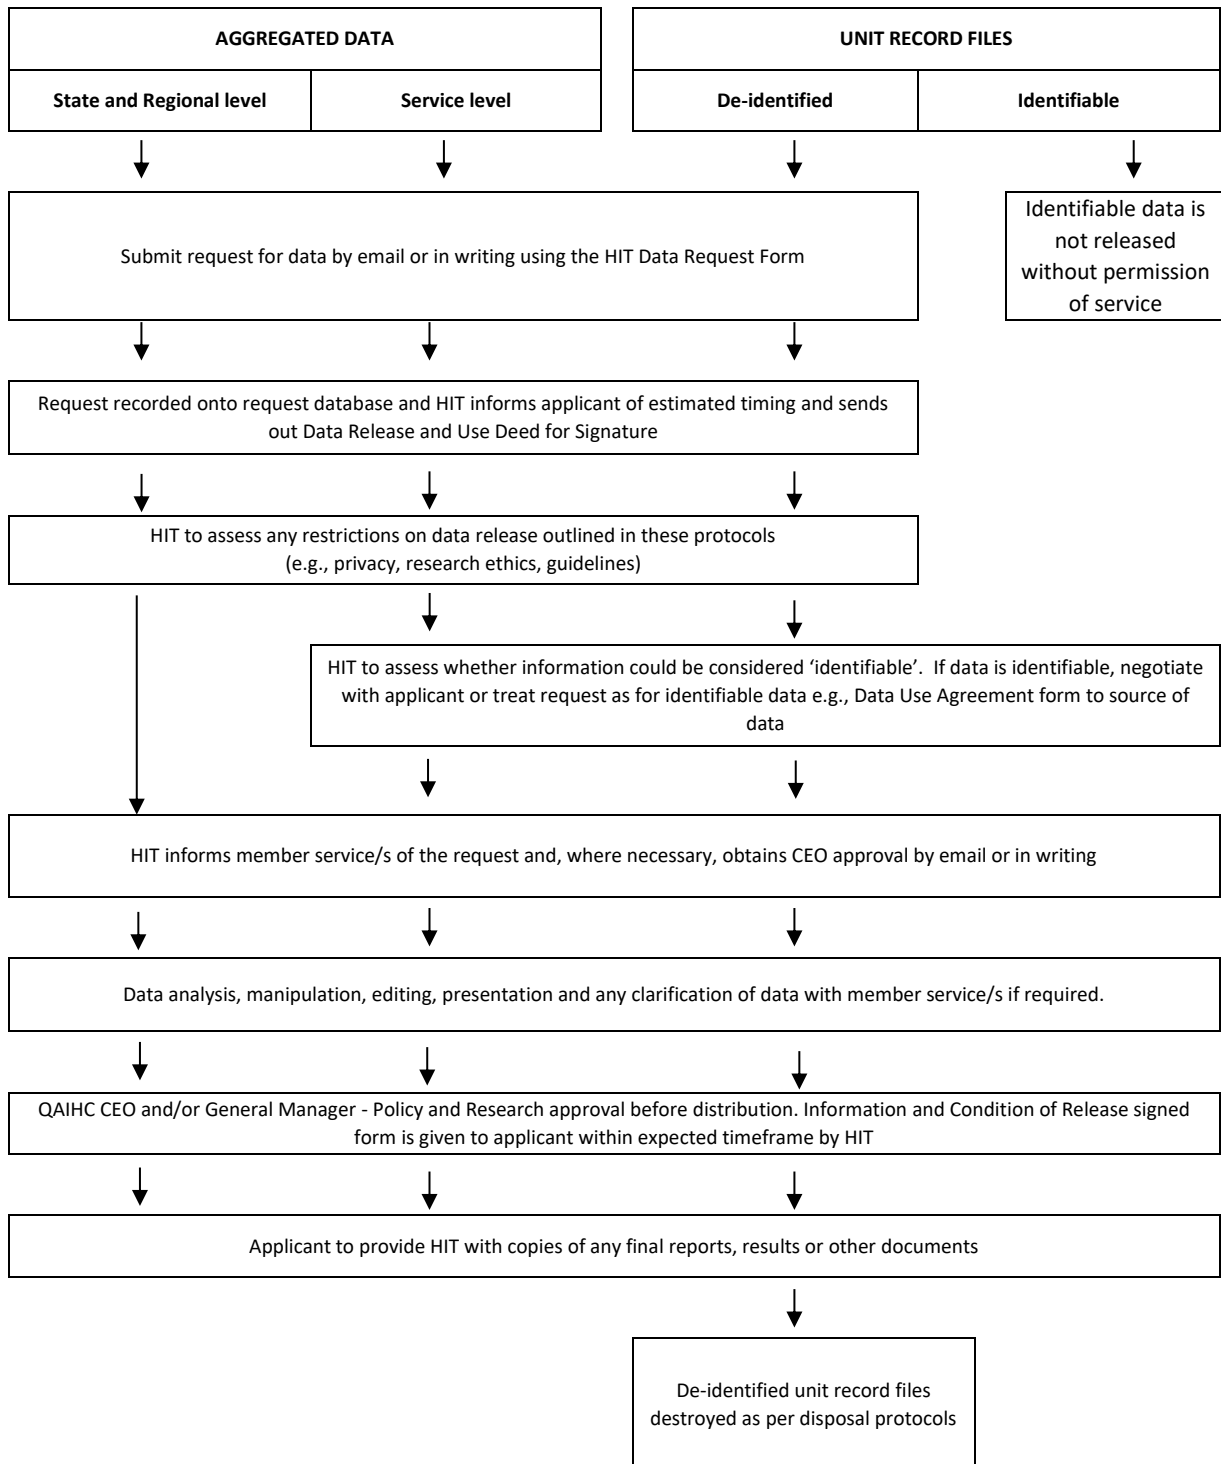 AGGREGATED DATA
UNIT RECORD FILES
State and Regional level
Service level
De-identified
Identifiable
Submit request for data by email or in writing using the HIT Data Request Form
Identifiable data is
not released
without permission
of service
Request recorded onto request database and HIT informs applicant of estimated timing and sends
out Data Release and Use Deed for Signature
HIT to assess any restrictions on data release outlined in these protocols
(e.g., privacy, research ethics, guidelines)
HIT to assess whether information could be considered ‘identifiable’.  If data is identifiable, negotiate
with applicant or treat request as for identifiable data e.g., Data Use Agreement form to source of
data
HIT informs member service/s of the request and, where necessary, obtains CEO approval by email or in writing
Data analysis, manipulation, editing, presentation and any clarification of data with member service/s if required.
QAIHC CEO and/or General Manager - Policy and Research approval before distribution. Information and Condition of Release signed
form is given to applicant within expected timeframe by HIT
Applicant to provide HIT with copies of any final reports, results or other documents
De-identified unit record files
destroyed as per disposal protocols